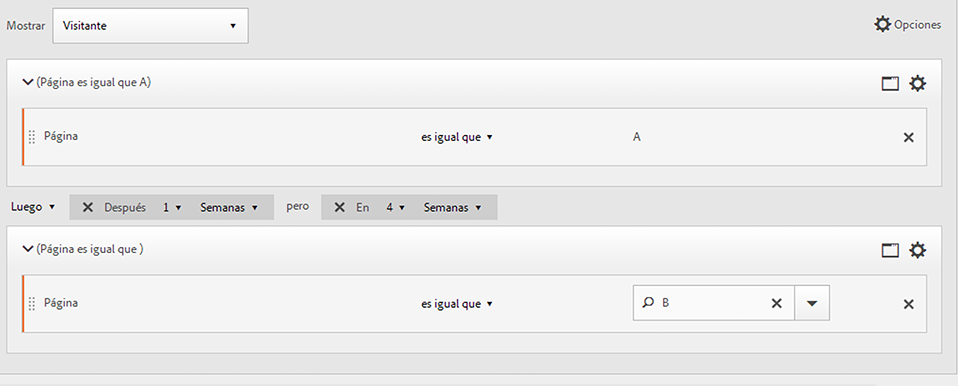 Mostrar Visitante Opciones
(Página es igual que A)
Página es igual que A
Luego Después 1 Semanas pero En 4 Semanas
(Página es igual que )
Página es igual que B